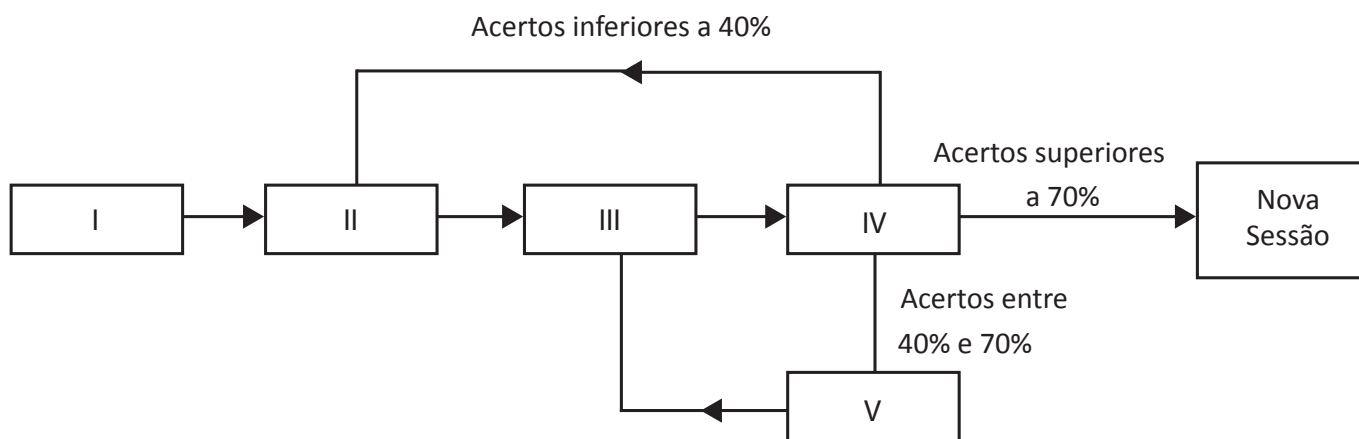 Acertos inferiores a 40%
Acertos superiores
a 70%
I
II
III
IV
Nova
Sessão
Acertos entre
40% e 70%
V